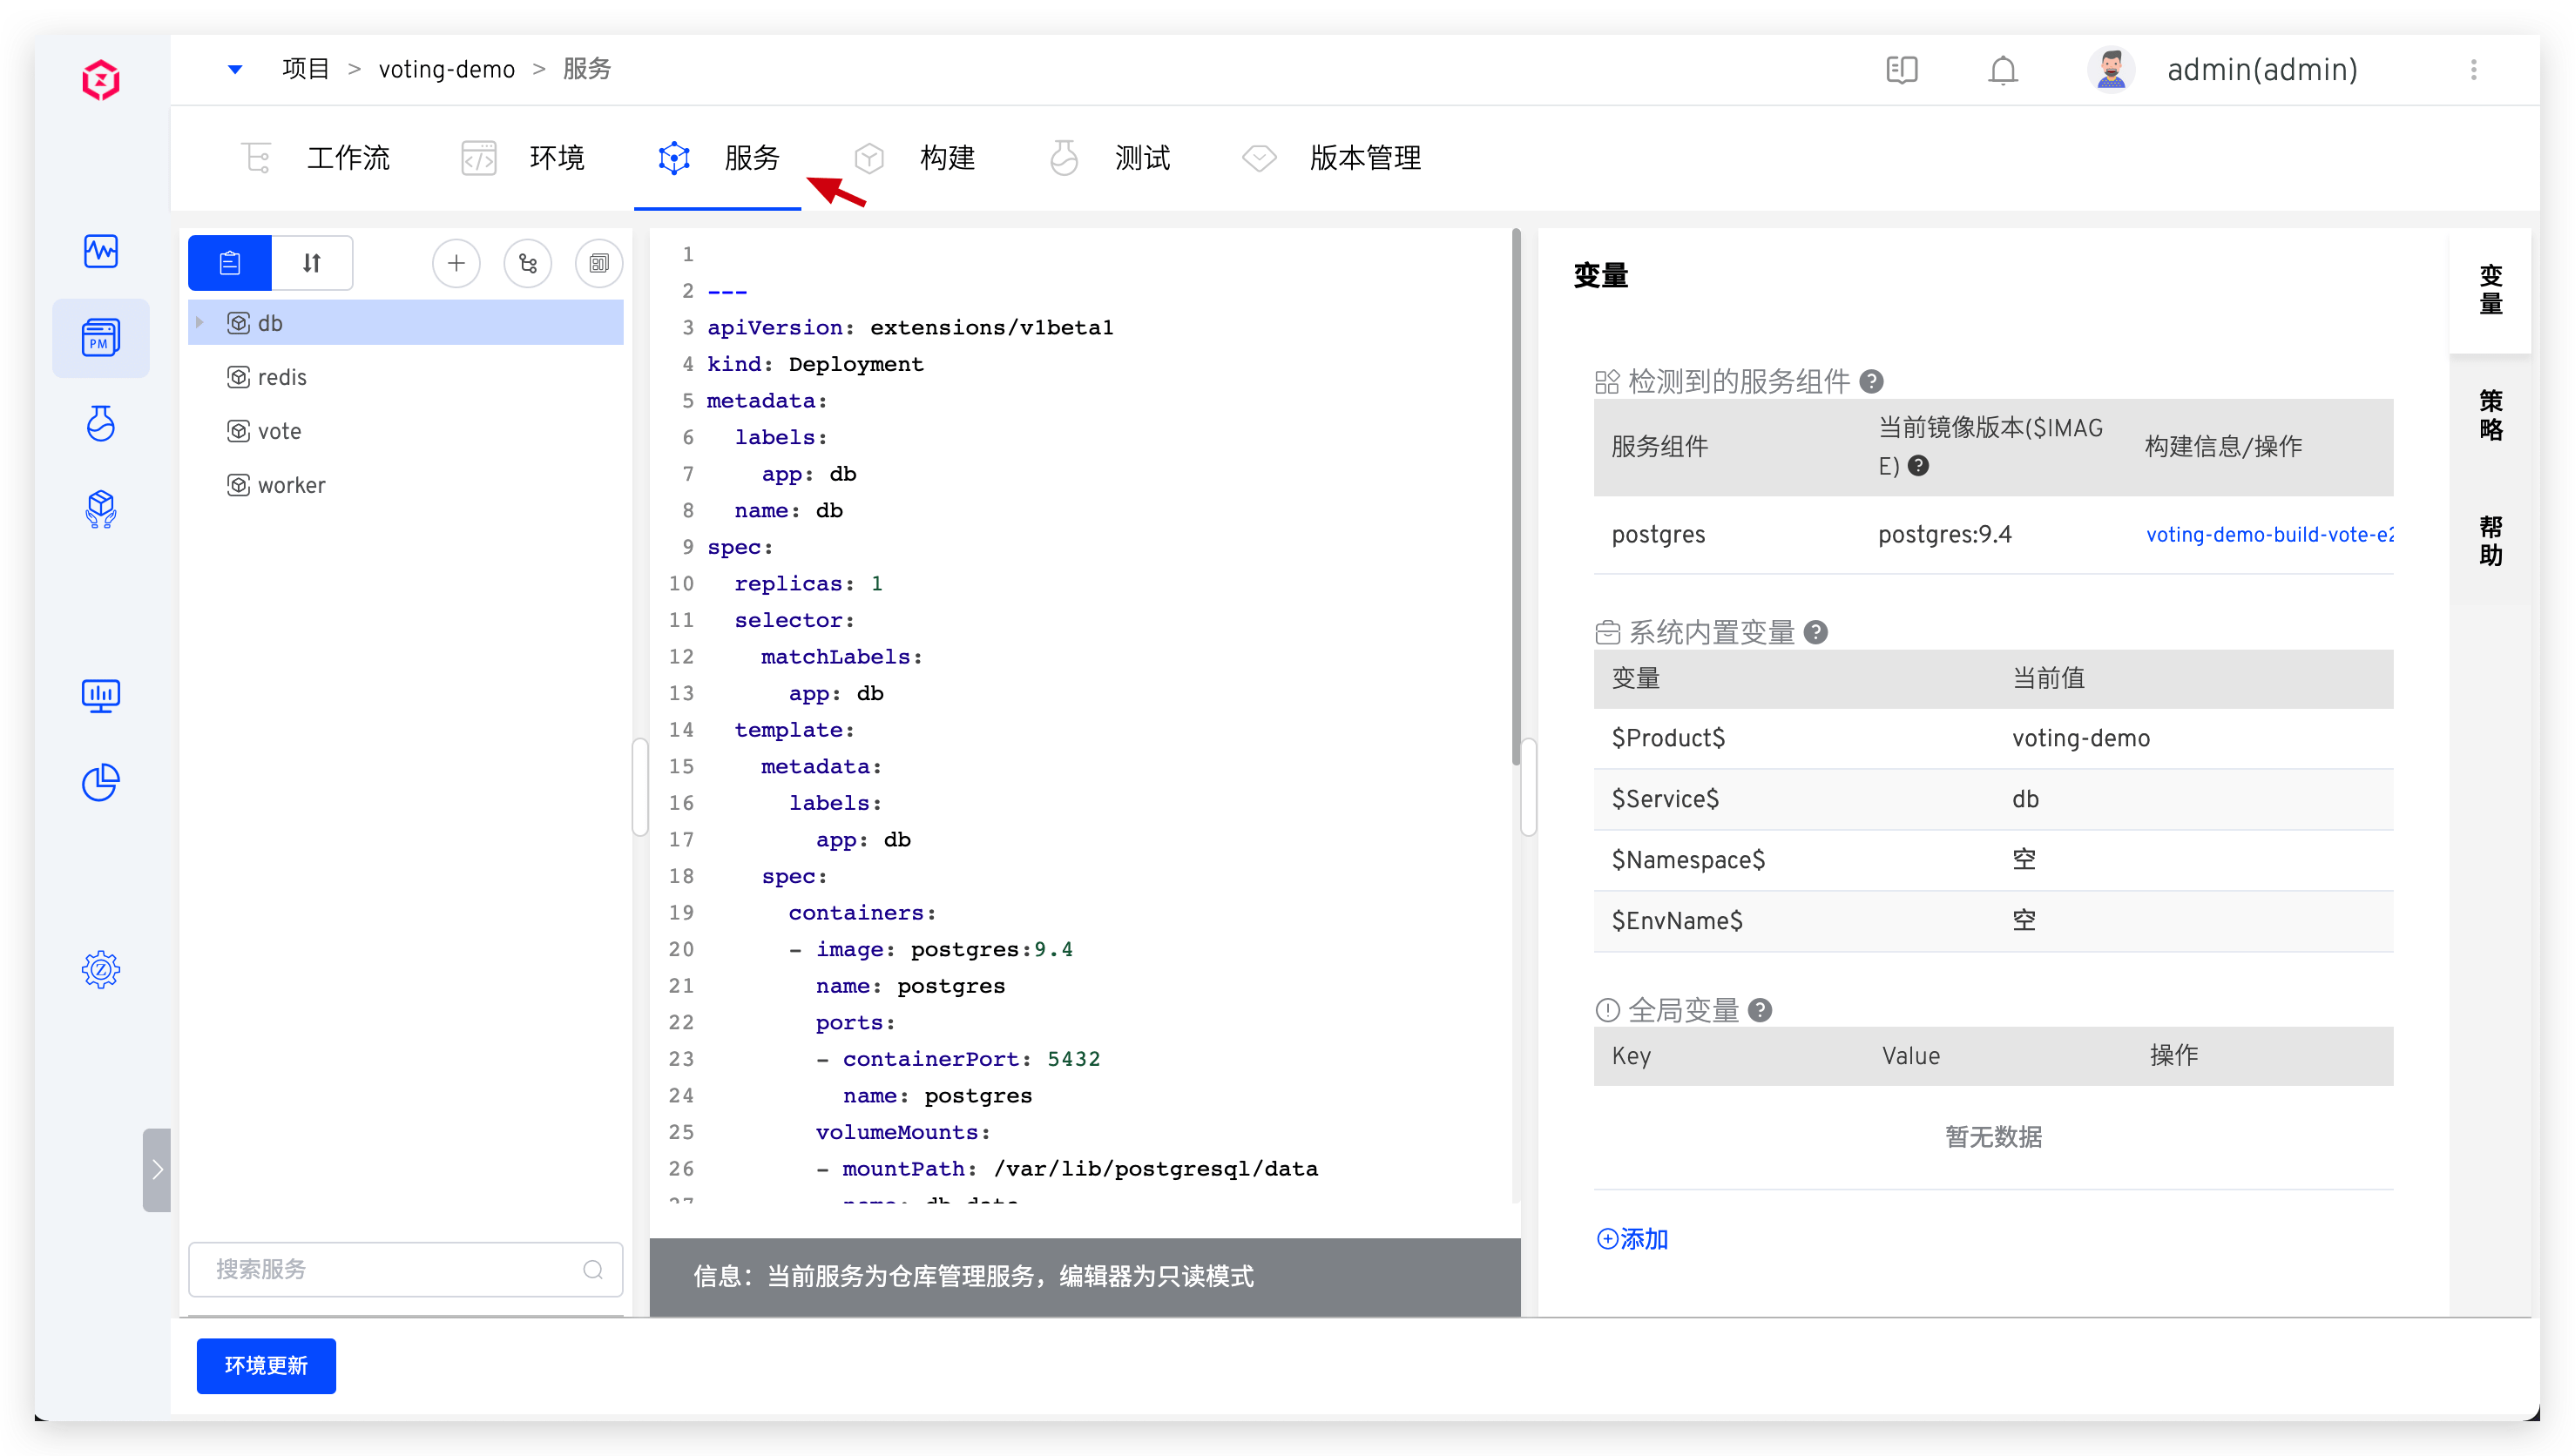 项目 > voting-demo > 服务
admin(admin)
工作流 环境 服务 构建 测试 版本管理
PM
Z
db
redis
vote
worker
搜索服务
1
2 ---
3 apiVersion: extensions/v1beta1
4 kind: Deployment
5 metadata:
6 labels:
7 app: db
8 name: db
9 spec:
10 replicas: 1
11 selector:
12 matchLabels:
13 app: db
14 template:
15 metadata:
16 labels:
17 app: db
18 spec:
19 containers:
20 - image: postgres:9.4
21 name: postgres
22 ports:
23 - containerPort: 5432
24 name: postgres
25 volumeMounts:
26 - mountPath: /var/lib/postgresql/data
信息：当前服务为仓库管理服务，编辑器为只读模式
变量
检测到的服务组件 ?
服务组件 当前镜像版本($IMAG
E) ? 构建信息/操作
postgres postgres:9.4 voting-demo-build-vote-e2
系统内置变量 ?
变量 当前值
$Product$ voting-demo
$Service$ db
$Namespace$ 空
$EnvName$ 空
全局变量 ?
Key Value 操作
暂无数据
添加
变量
策略
帮助
环境更新